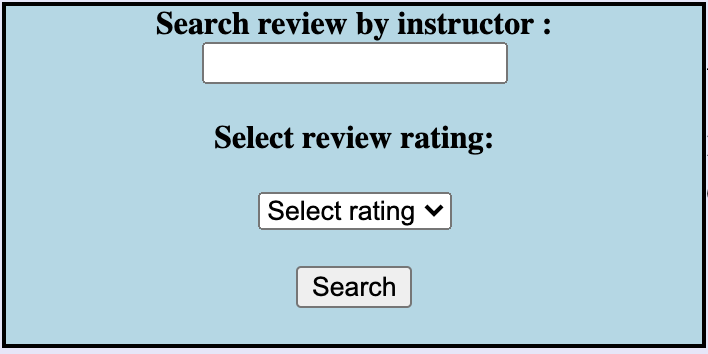 Search review by instructor :
Select review rating:
Select rating
Search